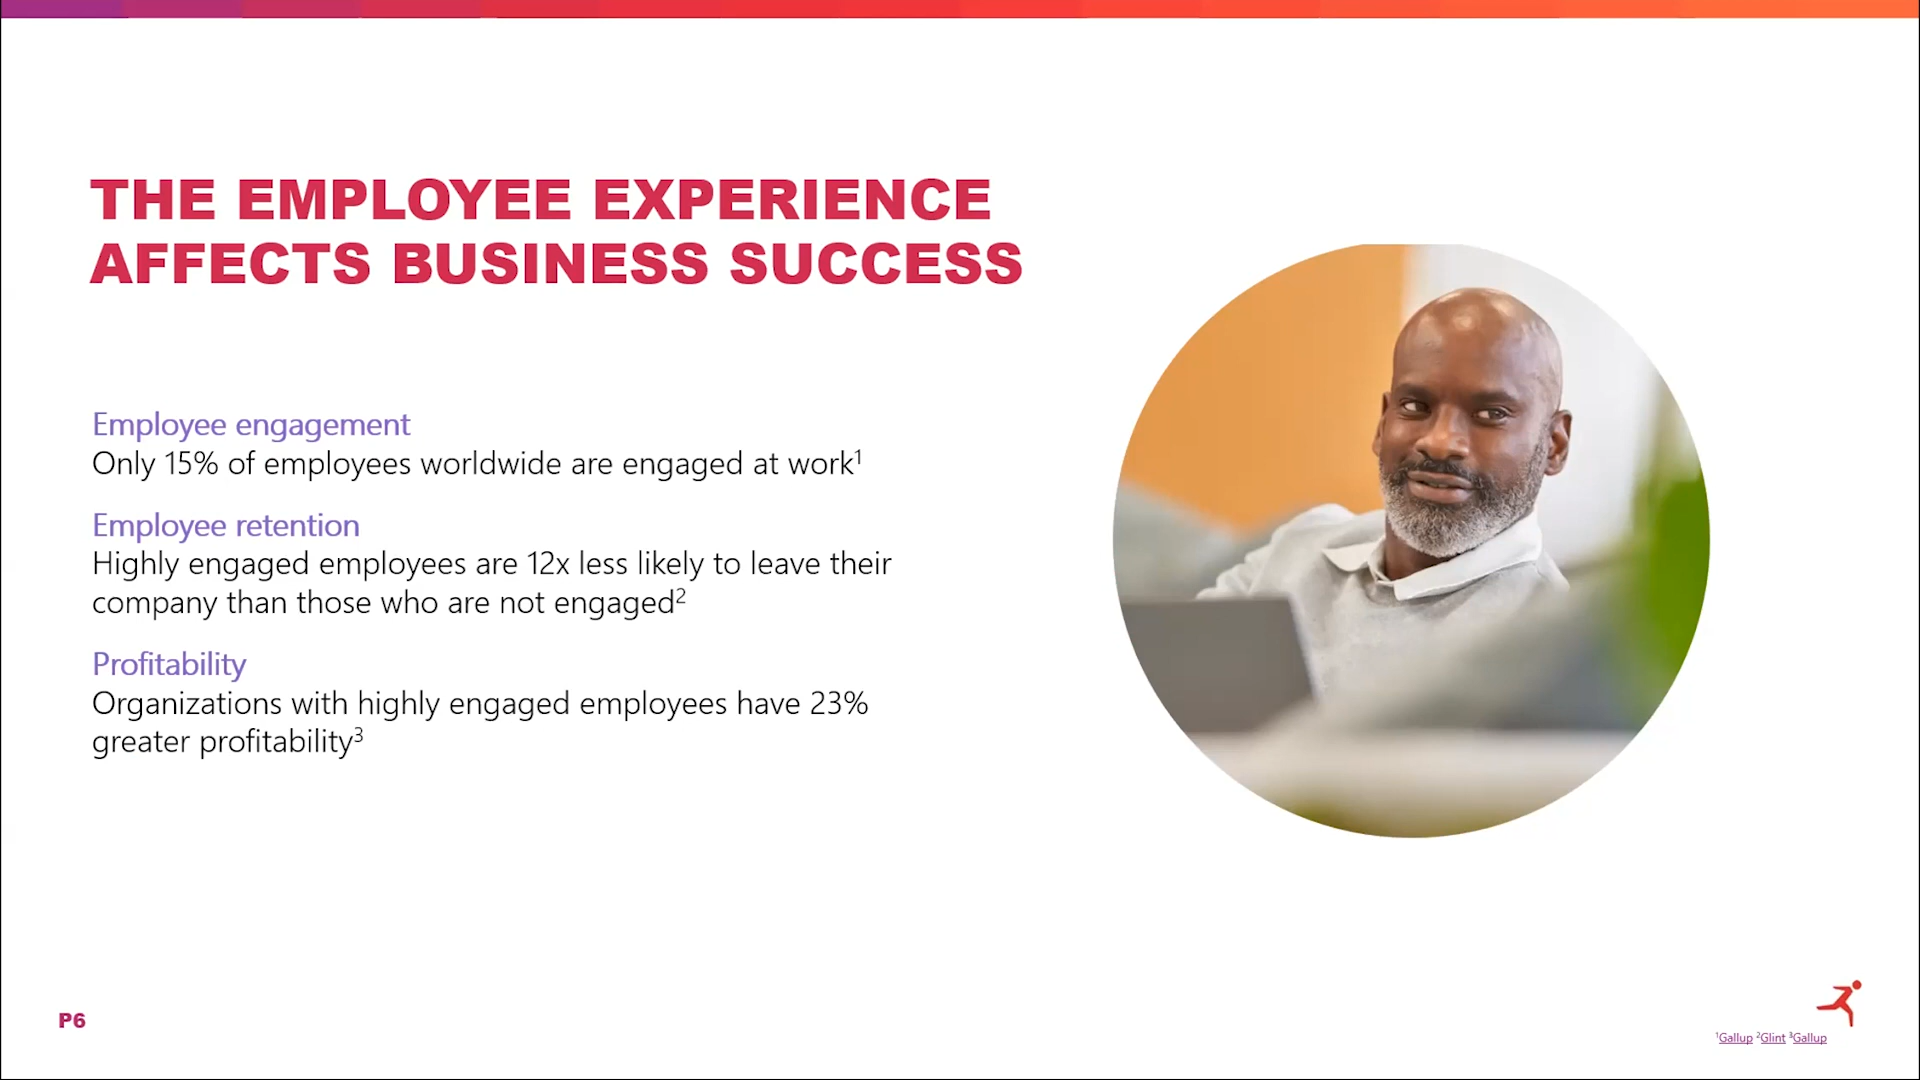 THE EMPLOYEE EXPERIENCE
AFFECTS BUSINESS SUCCESS
Employee engagement
Only 15% of employees worldwide are engaged at work¹
Employee retention
Highly engaged employees are 12x less likely to leave their
company than those who are not engaged²
Profitability
Organizations with highly engaged employees have 23%
greater profitability³
P6
¹Gallup ²Glint ³Gallup